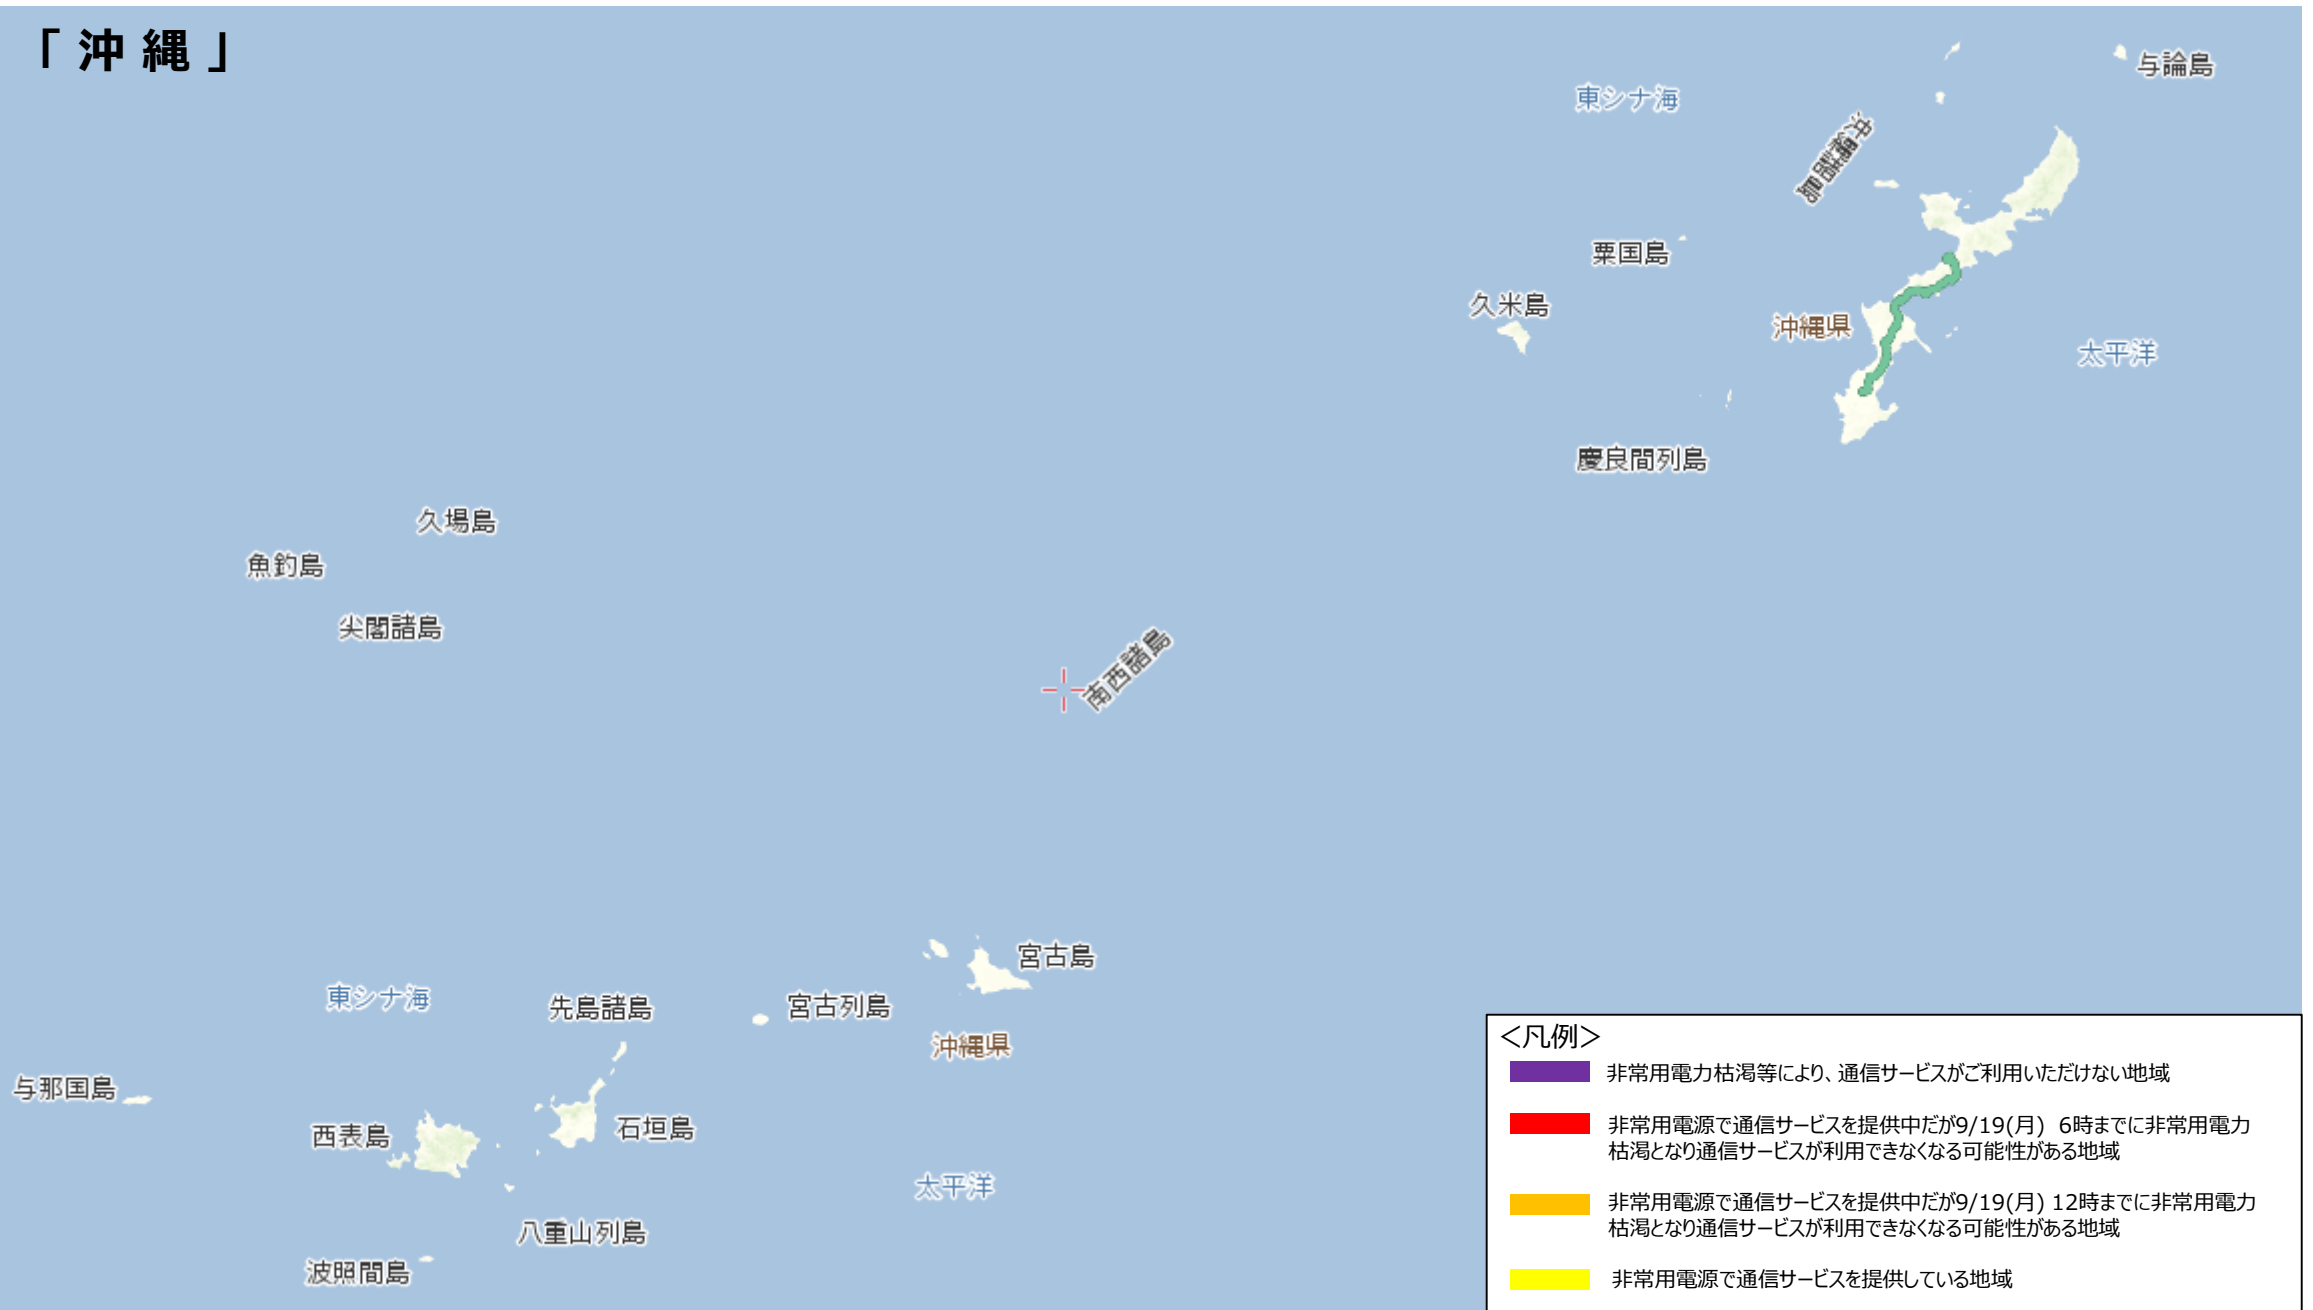 「沖縄」
与論島
東シナ海
沖縄諸島
粟国島
久米島
沖縄県
太平洋
慶良間列島
久場島
魚釣島
尖閣諸島
南西諸島
宮古島
東シナ海
先島諸島
宮古列島
沖縄県
与那国島
西表島
石垣島
太平洋
八重山列島
波照間島
<凡例>
非常用電力枯渇等により、通信サービスがご利用いただけない地域
非常用電源で通信サービスを提供中だが9/19(月) 6時までに非常用電力
枯渇となり通信サービスが利用できなくなる可能性がある地域
非常用電源で通信サービスを提供中だが9/19(月) 12時までに非常用電力
枯渇となり通信サービスが利用できなくなる可能性がある地域
非常用電源で通信サービスを提供している地域